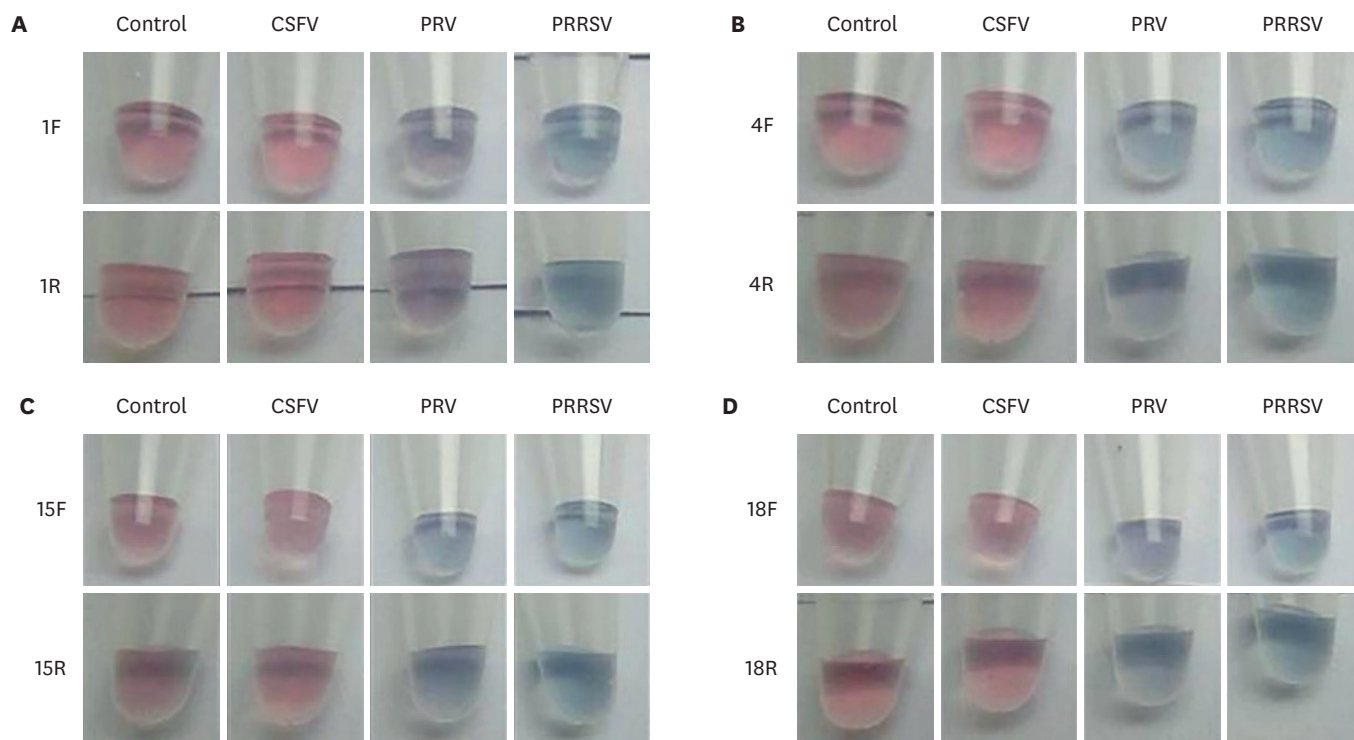 A Control CSFV PRV PRRSV
1F
1R
B Control CSFV PRV PRRSV
4F
4R
C Control CSFV PRV PRRSV
15F
15R
D Control CSFV PRV PRRSV
18F
18R